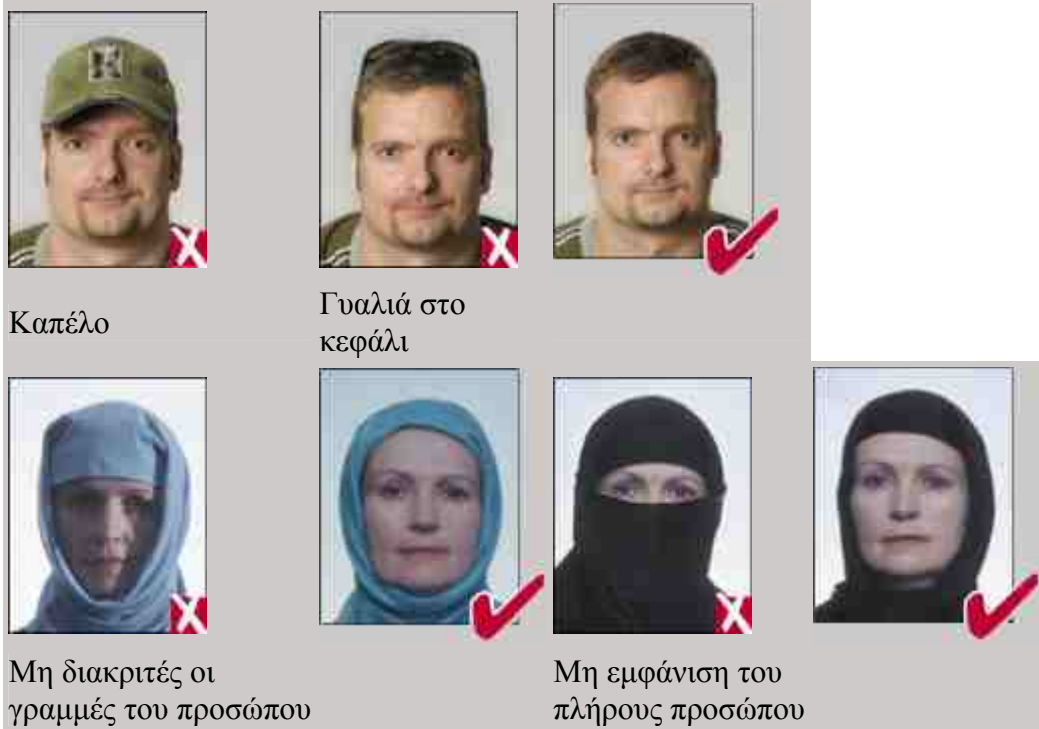 Καπέλο
Γυαλιά στο
κεφάλι
Μη διακριτές οι
γραμμές του προσώπου
Μη εμφάνιση του
πλήρους προσώπου